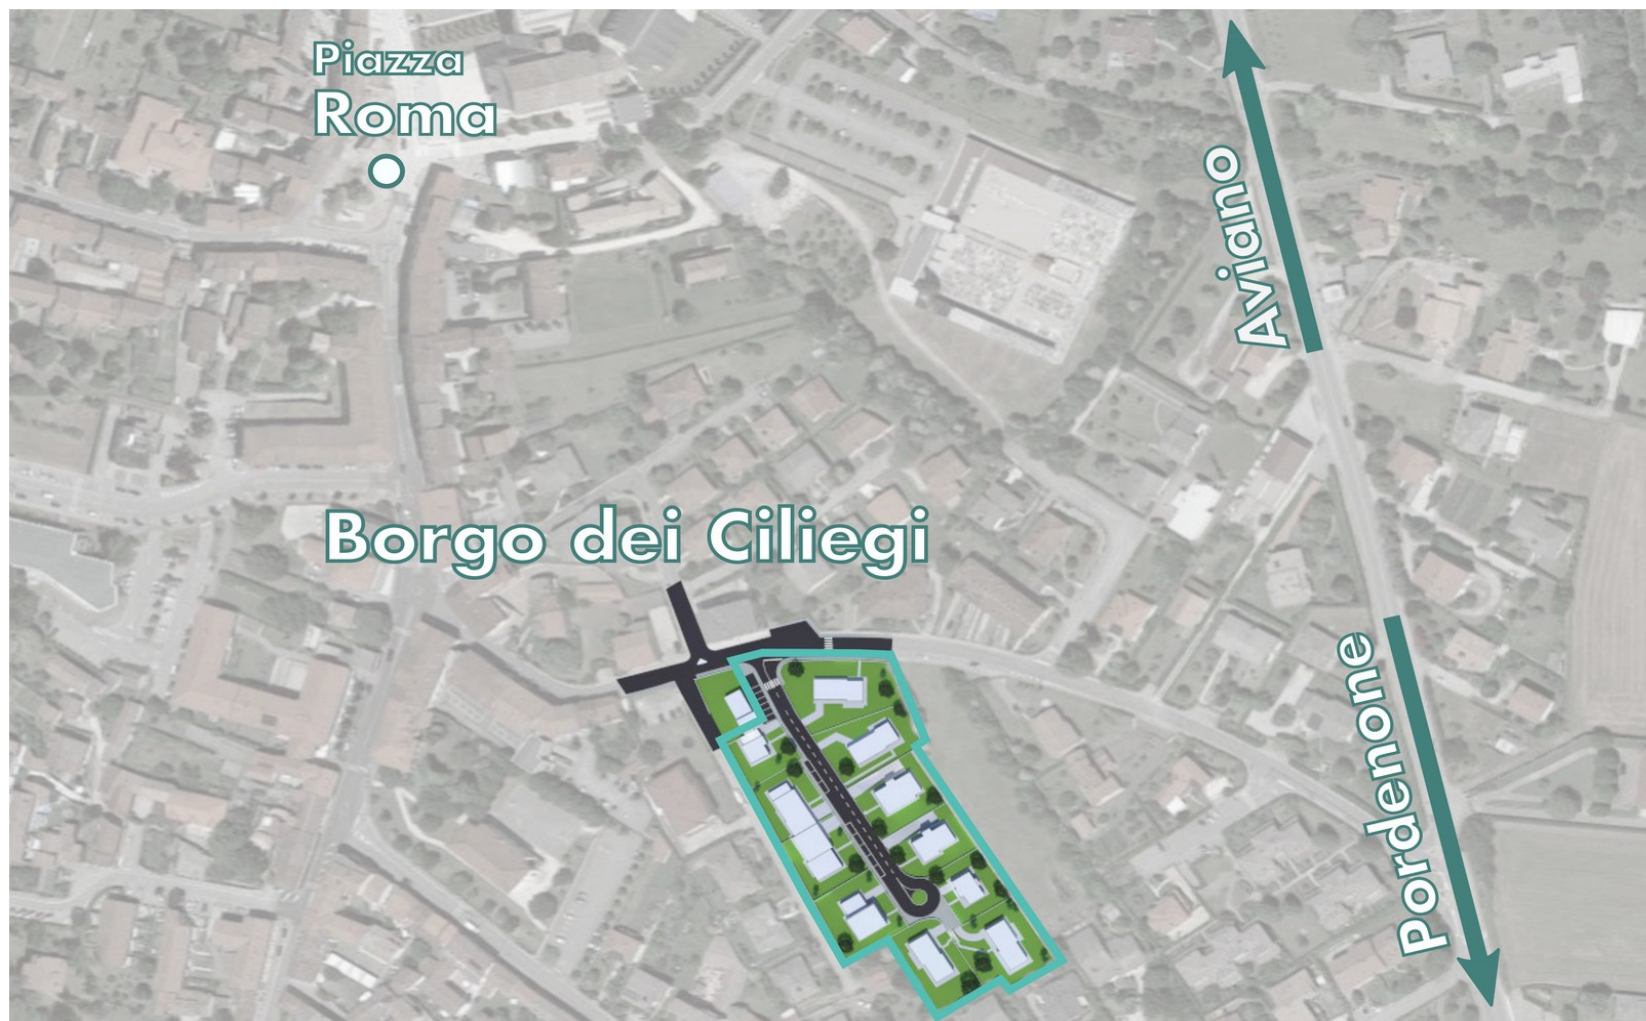 Piazza
Roma
Aviano
Borgo dei Ciliegi
Pordenone